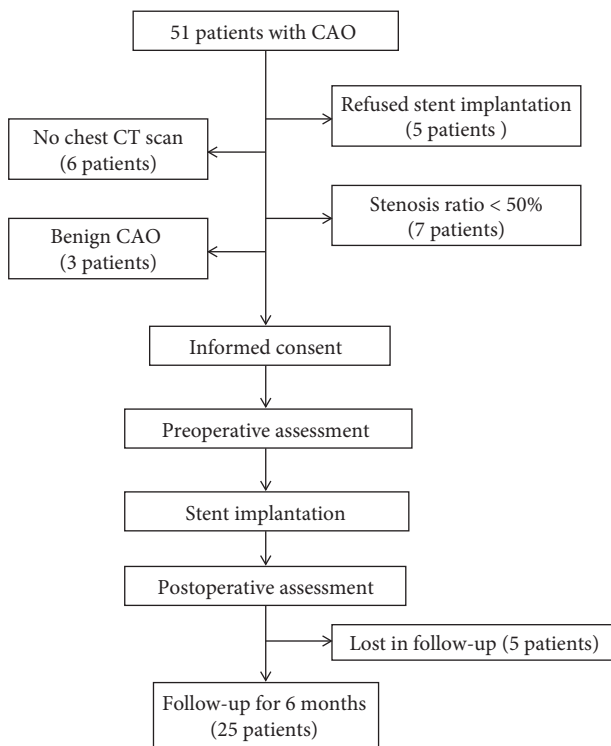 51 patients with CAO
Refused stent implantation
(5 patients )
No chest CT scan
(6 patients)
Stenosis ratio < 50%
(7 patients)
Benign CAO
(3 patients)
Informed consent
Preoperative assessment
Stent implantation
Postoperative assessment
Lost in follow-up (5 patients)
Follow-up for 6 months
(25 patients)